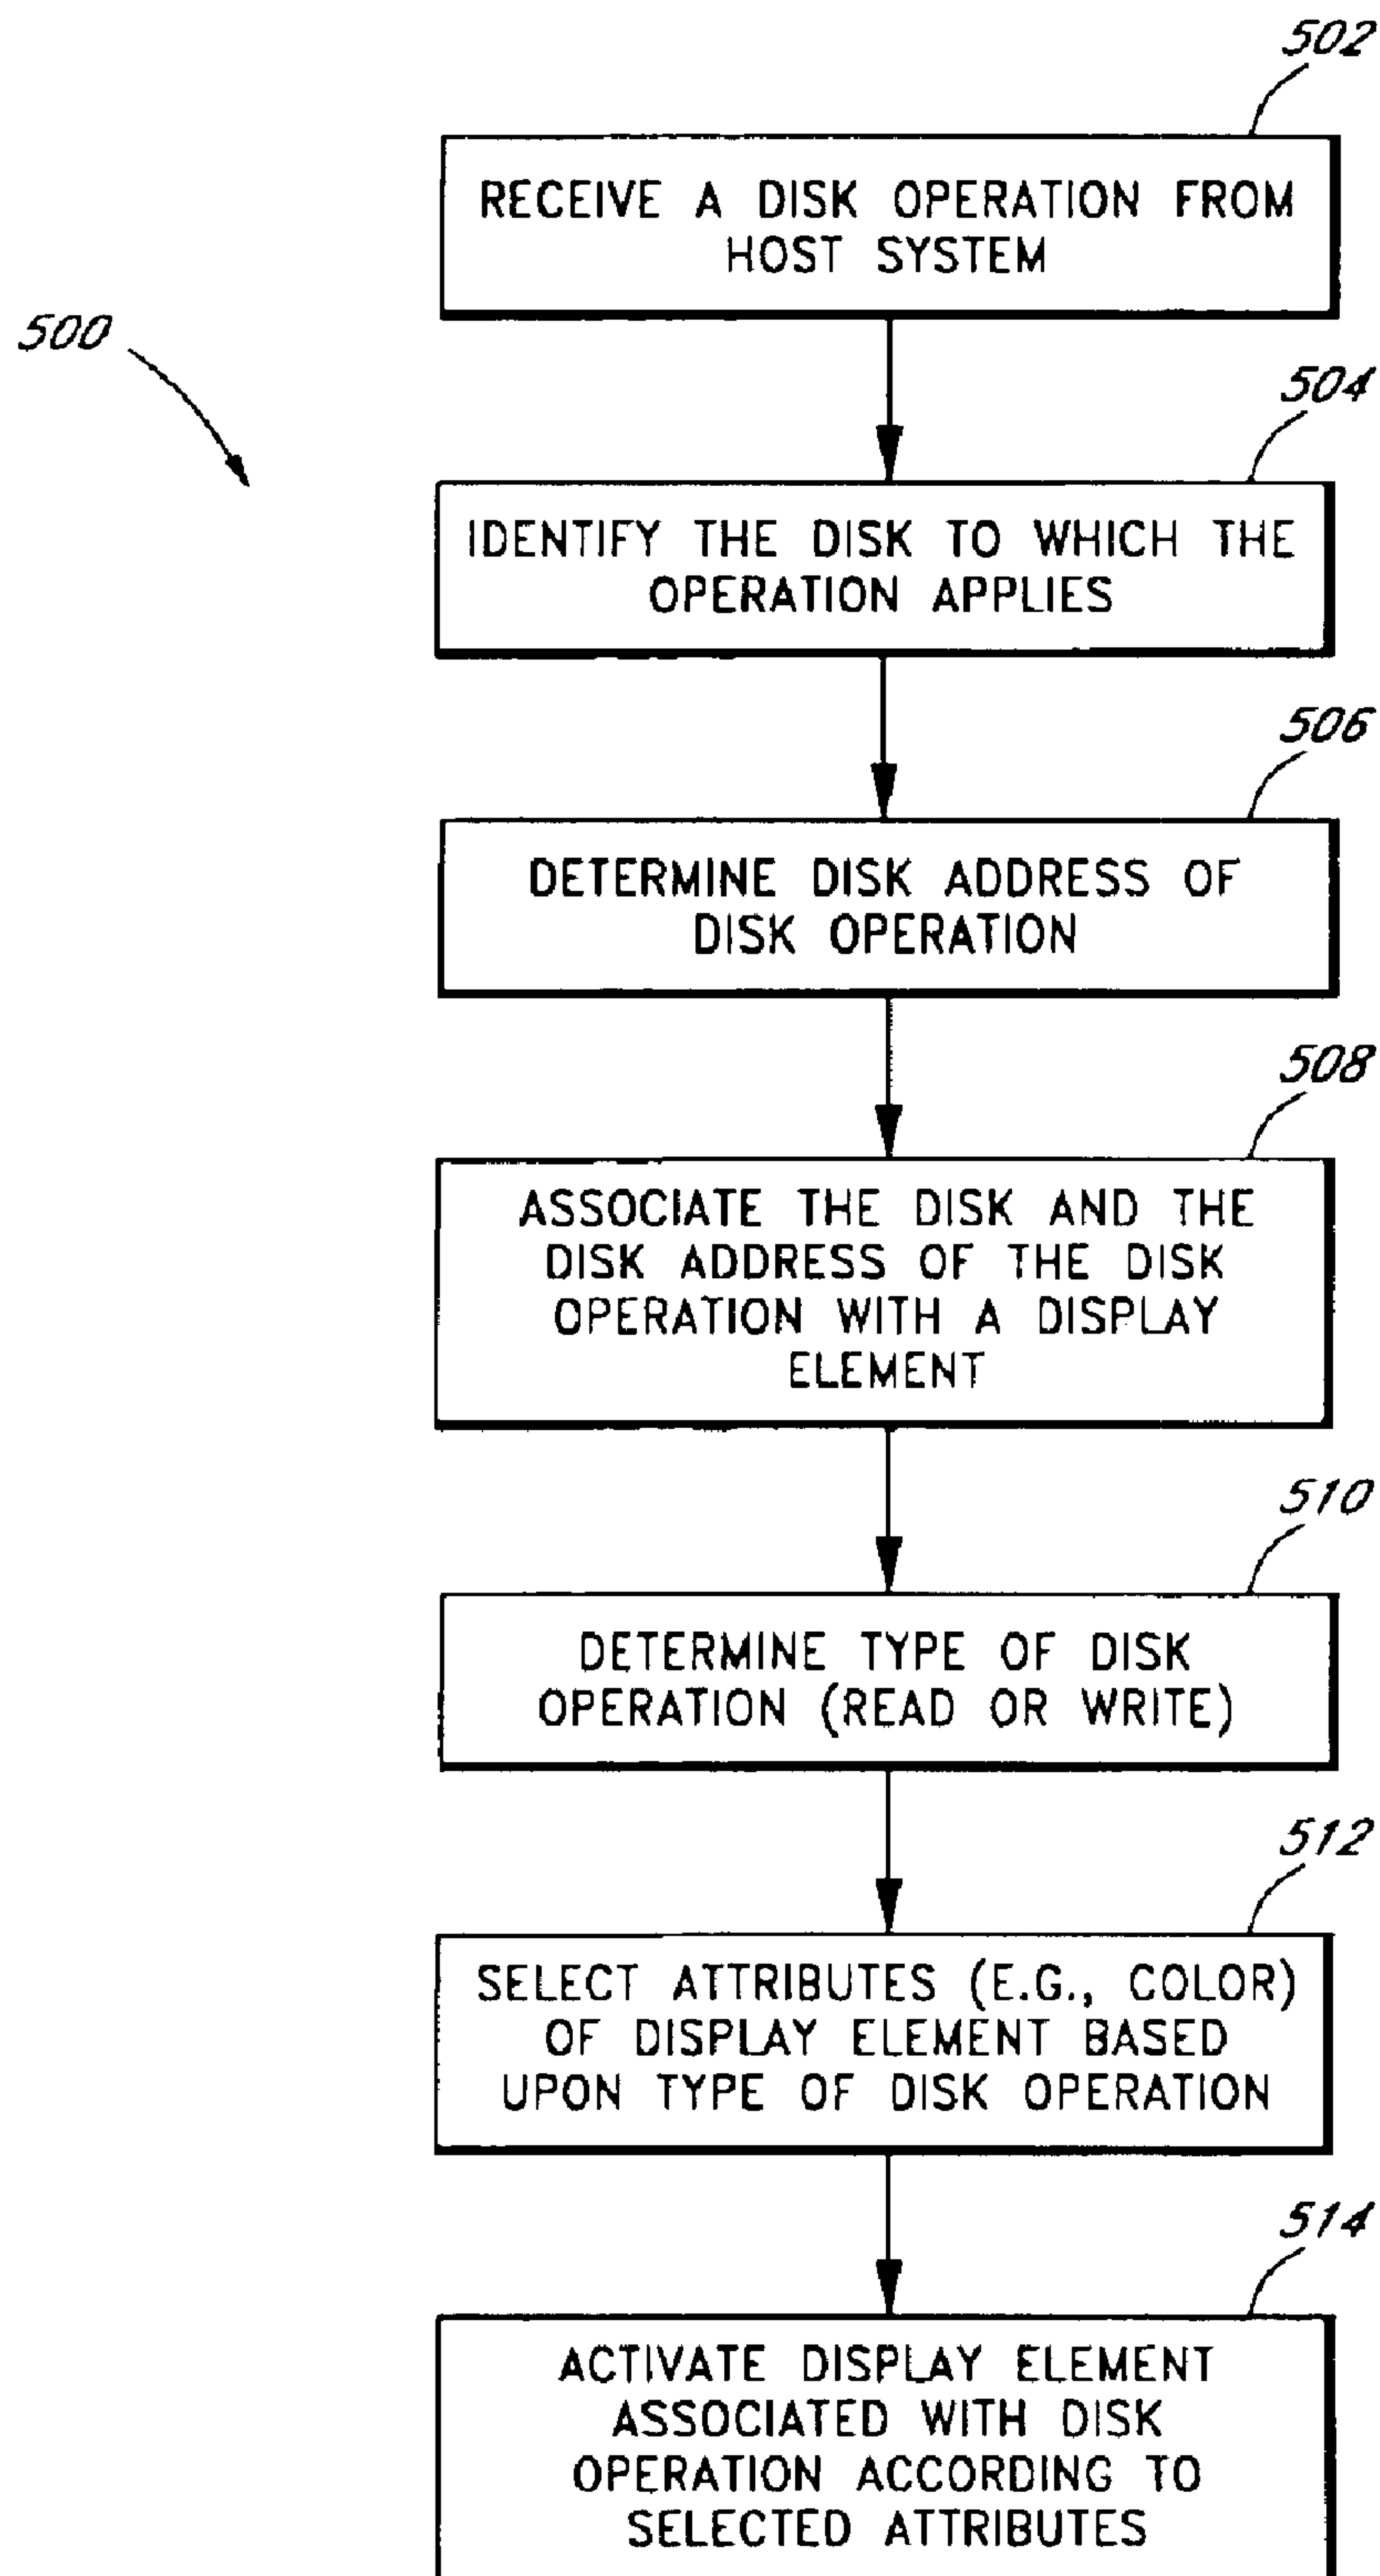 502
RECEIVE A DISK OPERATION FROM
HOST SYSTEM
500
504
IDENTIFY THE DISK TO WHICH THE
OPERATION APPLIES
506
DETERMINE DISK ADDRESS OF
DISK OPERATION
508
ASSOCIATE THE DISK AND THE
DISK ADDRESS OF THE DISK
OPERATION WITH A DISPLAY
ELEMENT
510
DETERMINE TYPE OF DISK
OPERATION (READ OR WRITE)
512
SELECT ATTRIBUTES (E.G., COLOR)
OF DISPLAY ELEMENT BASED
UPON TYPE OF DISK OPERATION
514
ACTIVATE DISPLAY ELEMENT
ASSOCIATED WITH DISK
OPERATION ACCORDING TO
SELECTED ATTRIBUTES